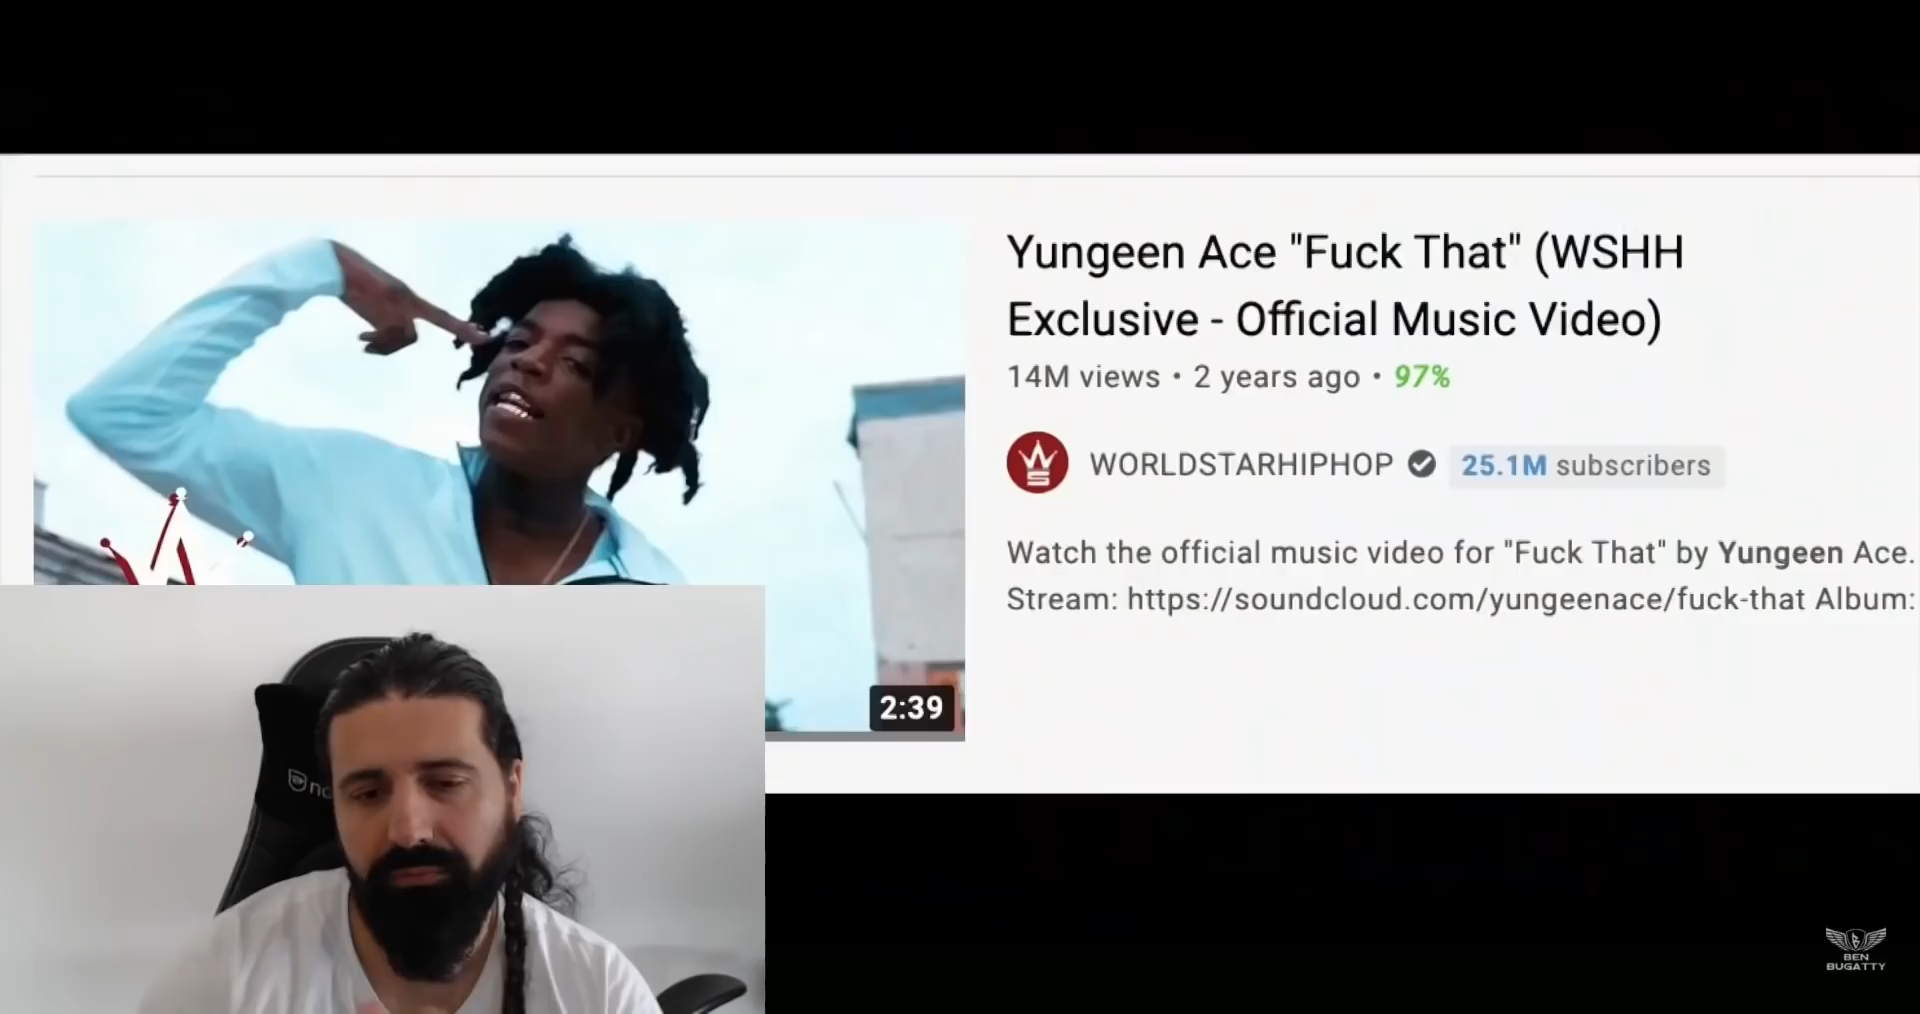 Yungeen Ace "Fuck That" (WSHH
Exclusive - Official Music Video)
14M views • 2 years ago • 97%
WORLDSTARHIPHOP 25.1M subscribers
Watch the official music video for "Fuck That" by Yungeen Ace.
Stream: https://soundcloud.com/yungeenace/fuck-that Album:
2:39
BEN
BUGATTY